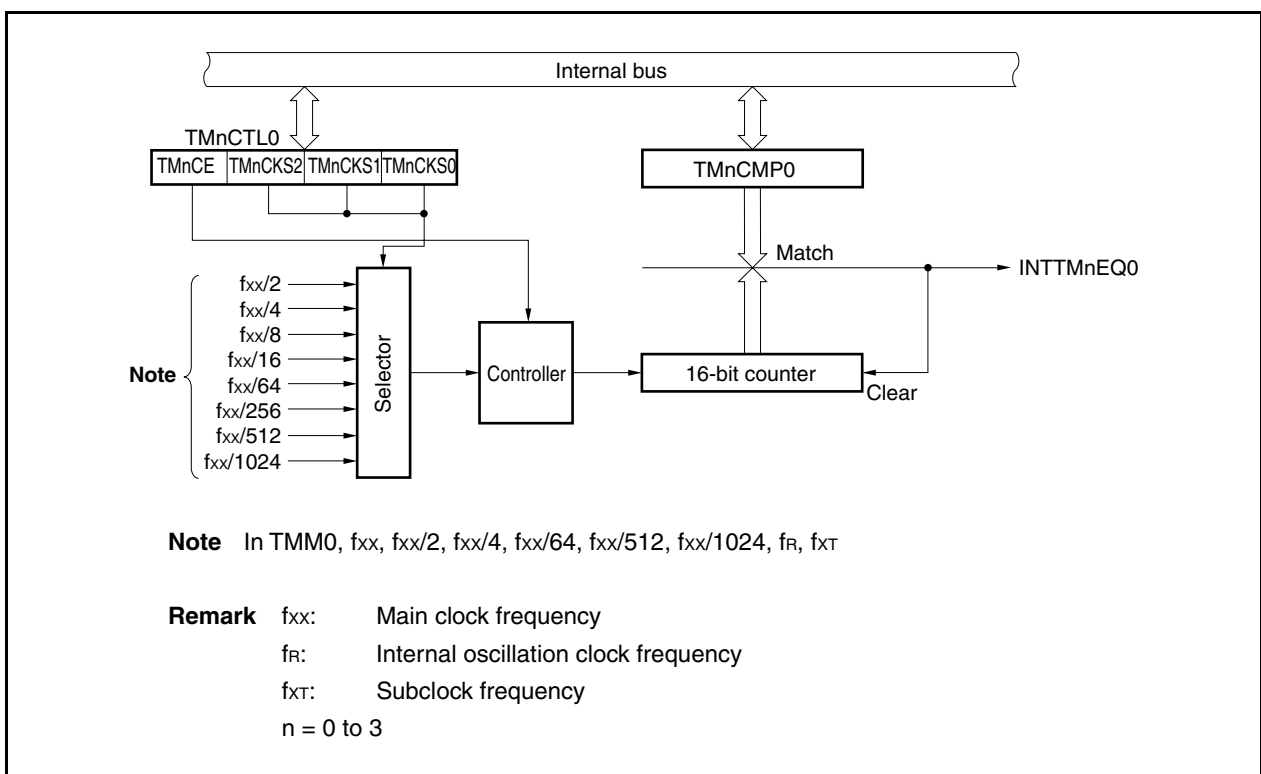 Internal bus
TMnCTL0
TMnCE TMnCKS2 TMnCKS1 TMnCKS0
TMnCMP0
Match
INTTMnEQ0
fxx/2
fxx/4
fxx/8
fxx/16
fxx/64
fxx/256
fxx/512
fxx/1024
Note
Selector
Controller
16-bit counter
Clear
Note In TMM0, fxx, fxx/2, fxx/4, fxx/64, fxx/512, fxx/1024, fR, fXT
Remark fxx: Main clock frequency
fR: Internal oscillation clock frequency
fXT: Subclock frequency
n = 0 to 3